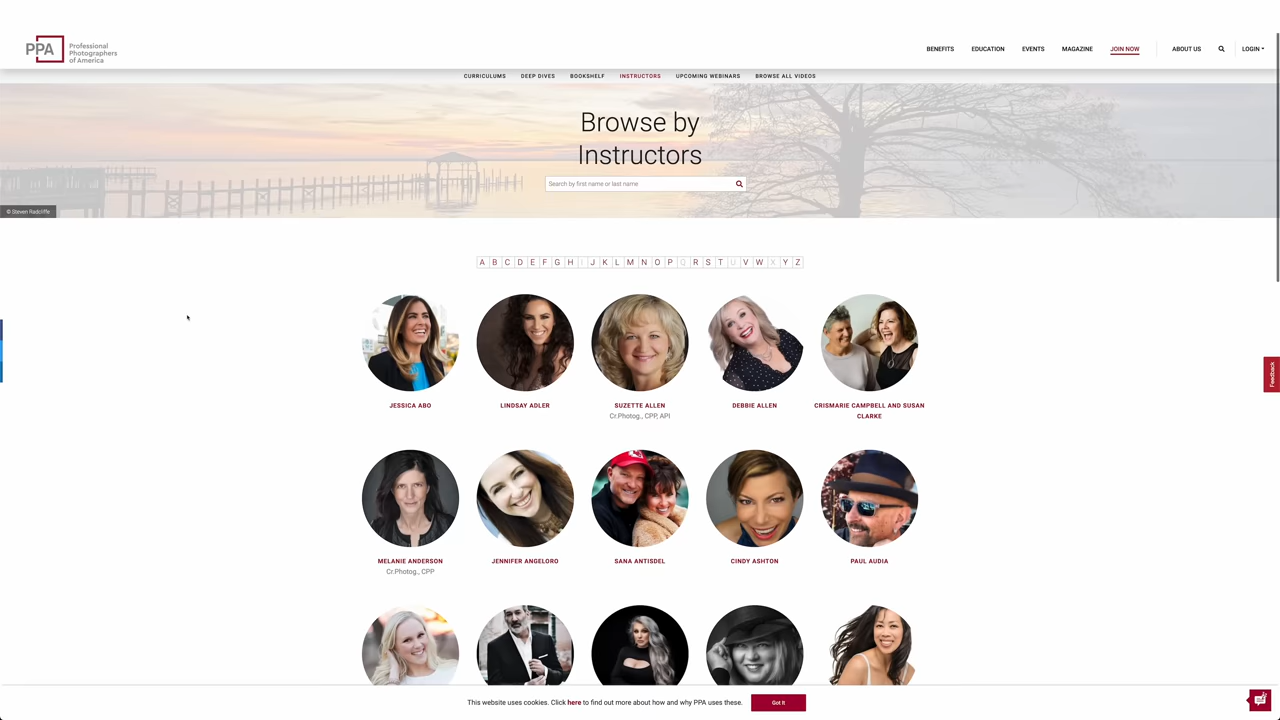 PPA Professional
Photographers
of America
BENEFITS EDUCATION EVENTS MAGAZINE JOIN NOW ABOUT US LOGIN
CURRICULUMS DEEP DIVES BOOKSHELF INSTRUCTORS UPCOMING WEBINARS BROWSE ALL VIDEOS
Browse by
Instructors
Search by first name or last name
© Steven Radcliffe
A B C D E F G H I J K L M N O P Q R S T U V W X Y Z
Feedback
JESSICA ABO LINDSAY ADLER SUZETTE ALLEN DEBBIE ALLEN CRISMARIE CAMPBELL AND SUSAN
Cr.Photog., CPP, API CLARKE
MELANIE ANDERSON JENNIFER ANGELORO SANA ANTISDEL CINDY ASHTON PAUL AUDIA
Cr.Photog., CPP
This website uses cookies. Click here to find out more about how and why PPA uses these. Got It